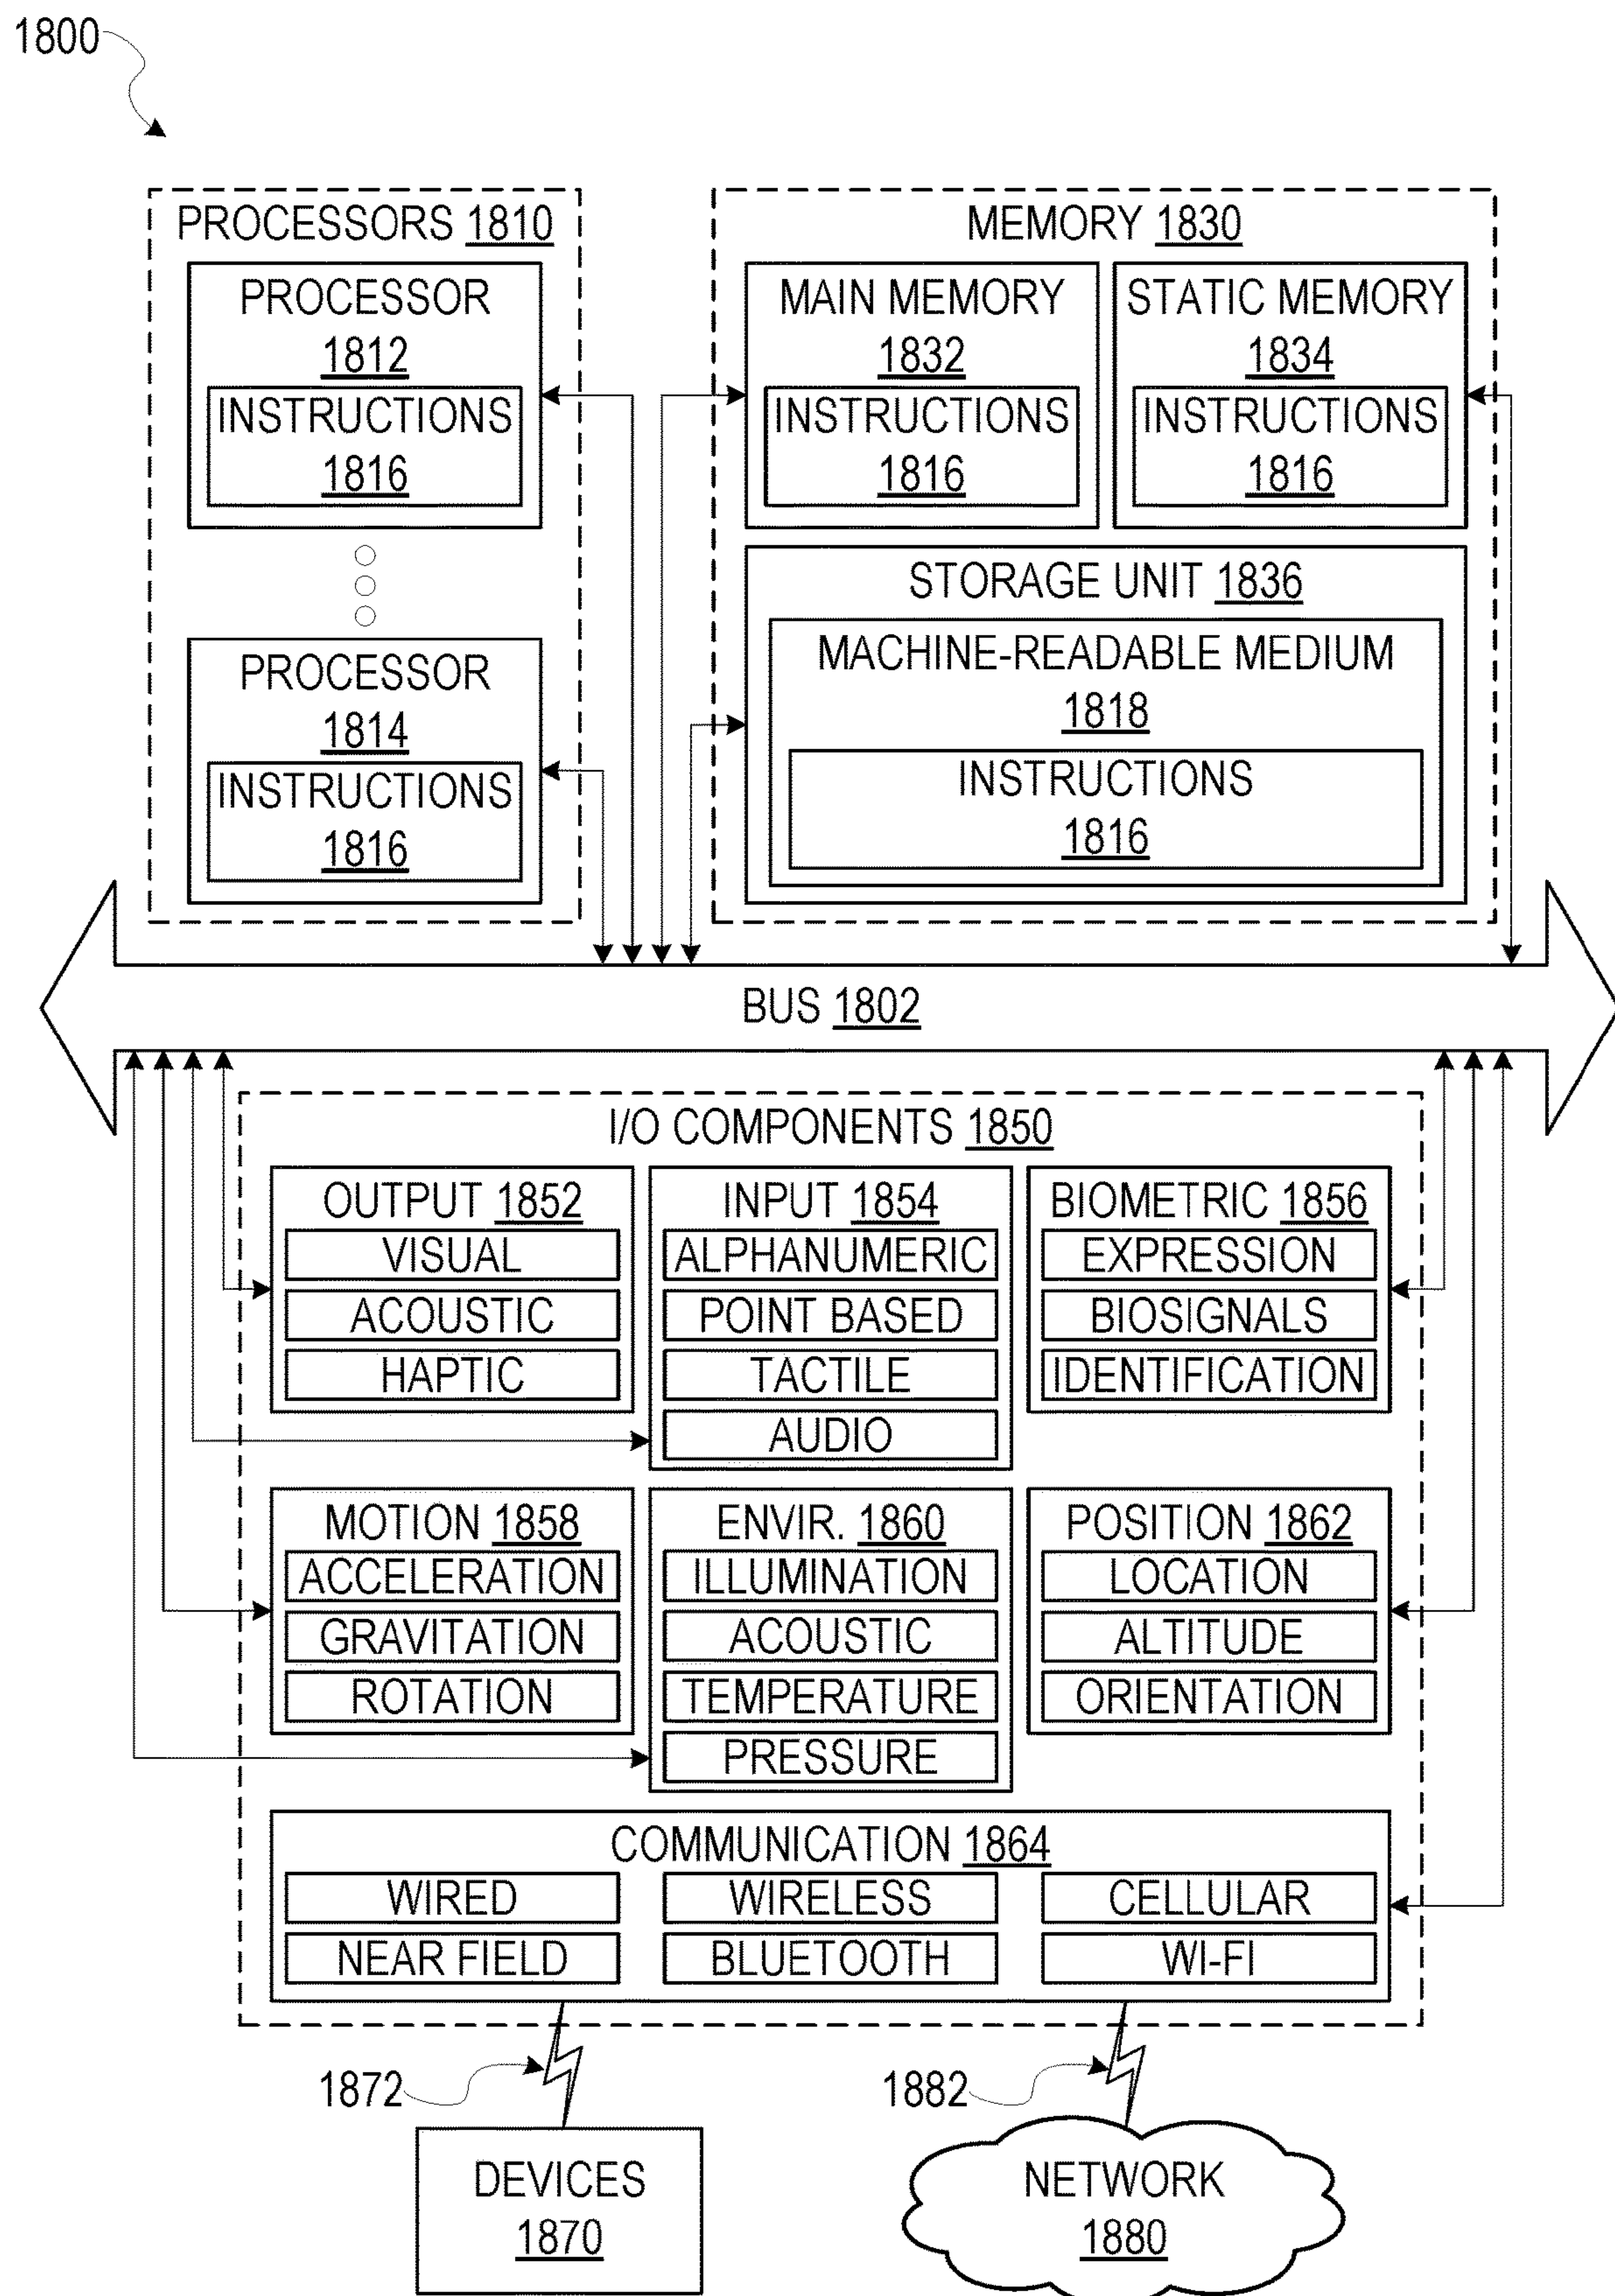 1800
PROCESSORS 1810
PROCESSOR
1812
INSTRUCTIONS
1816
PROCESSOR
1814
INSTRUCTIONS
1816
MEMORY 1830
MAIN MEMORY
1832
INSTRUCTIONS
1816
STATIC MEMORY
1834
INSTRUCTIONS
1816
STORAGE UNIT 1836
MACHINE-READABLE MEDIUM
1818
INSTRUCTIONS
1816
BUS 1802
I/O COMPONENTS 1850
OUTPUT 1852
VISUAL
ACOUSTIC
HAPTIC
INPUT 1854
ALPHANUMERIC
POINT BASED
TACTILE
AUDIO
BIOMETRIC 1856
EXPRESSION
BIOSIGNALS
IDENTIFICATION
MOTION 1858
ACCELERATION
GRAVITATION
ROTATION
ENVIR. 1860
ILLUMINATION
ACOUSTIC
TEMPERATURE
PRESSURE
POSITION 1862
LOCATION
ALTITUDE
ORIENTATION
COMMUNICATION 1864
WIRED
WIRELESS
CELLULAR
NEAR FIELD
BLUETOOTH
WI-FI
1872
1882
DEVICES
1870
NETWORK
1880